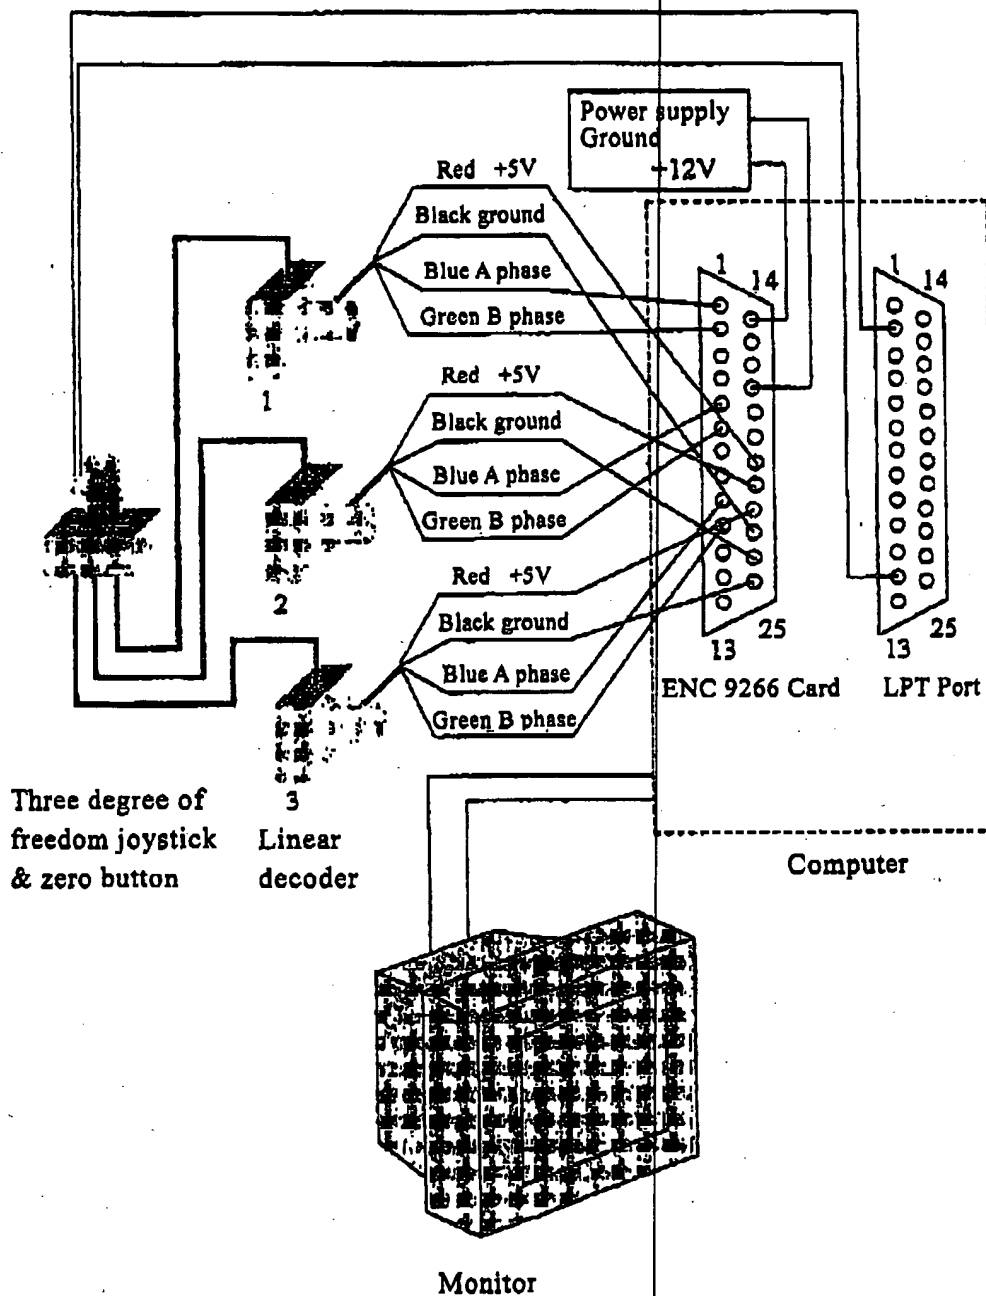 Power supply
Ground
+12V
Red +5V
Black ground
Blue A phase
Green B phase
1
Red +5V
Black ground
Blue A phase
Green B phase
2
Red +5V
Black ground
Blue A phase
Green B phase
3
1
14
13
25
ENC 9266 Card
1
14
13
25
LPT Port
Three degree of
freedom joystick
& zero button
Linear
decoder
Computer
Monitor